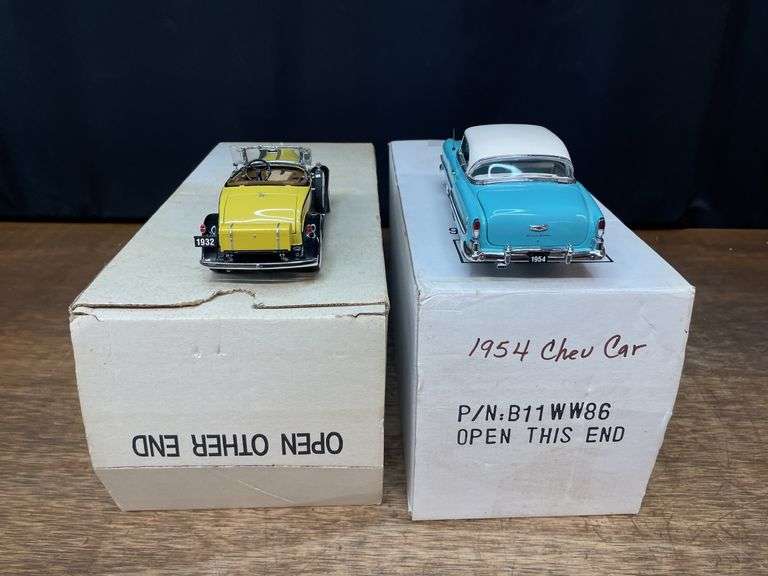 1932
1954
1954 Chev Car
P/N:B11WW86
OPEN THIS END
OPEN OTHER END